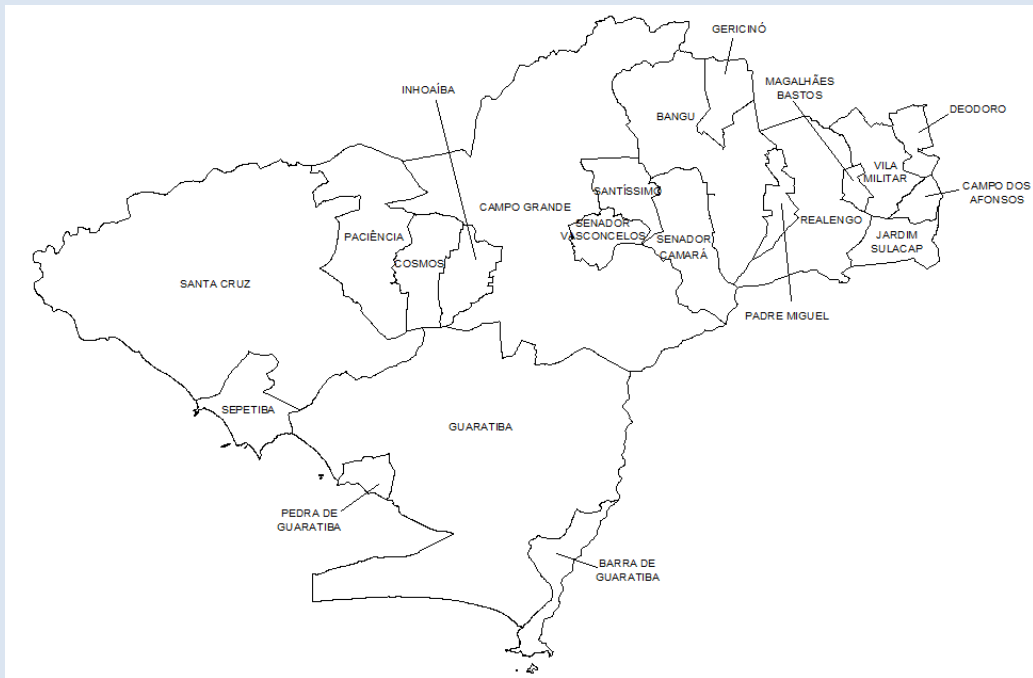 GERICINÓ
MAGALHÃES
BASTOS
INHOAÍBA
DEODORO
BANGU
VILA
MILITAR
CAMPO DOS
AFONSOS
SANTÍSSIMO
CAMPO GRANDE
REALENGO
SENADOR
VASCONCELOS
PACIÊNCIA
SENADOR
CAMARÁ
JARDIM
SULACAP
COSMOS
SANTA CRUZ
PADRE MIGUEL
SEPETIBA
GUARATIBA
PEDRA DE
GUARATIBA
BARRA DE
GUARATIBA